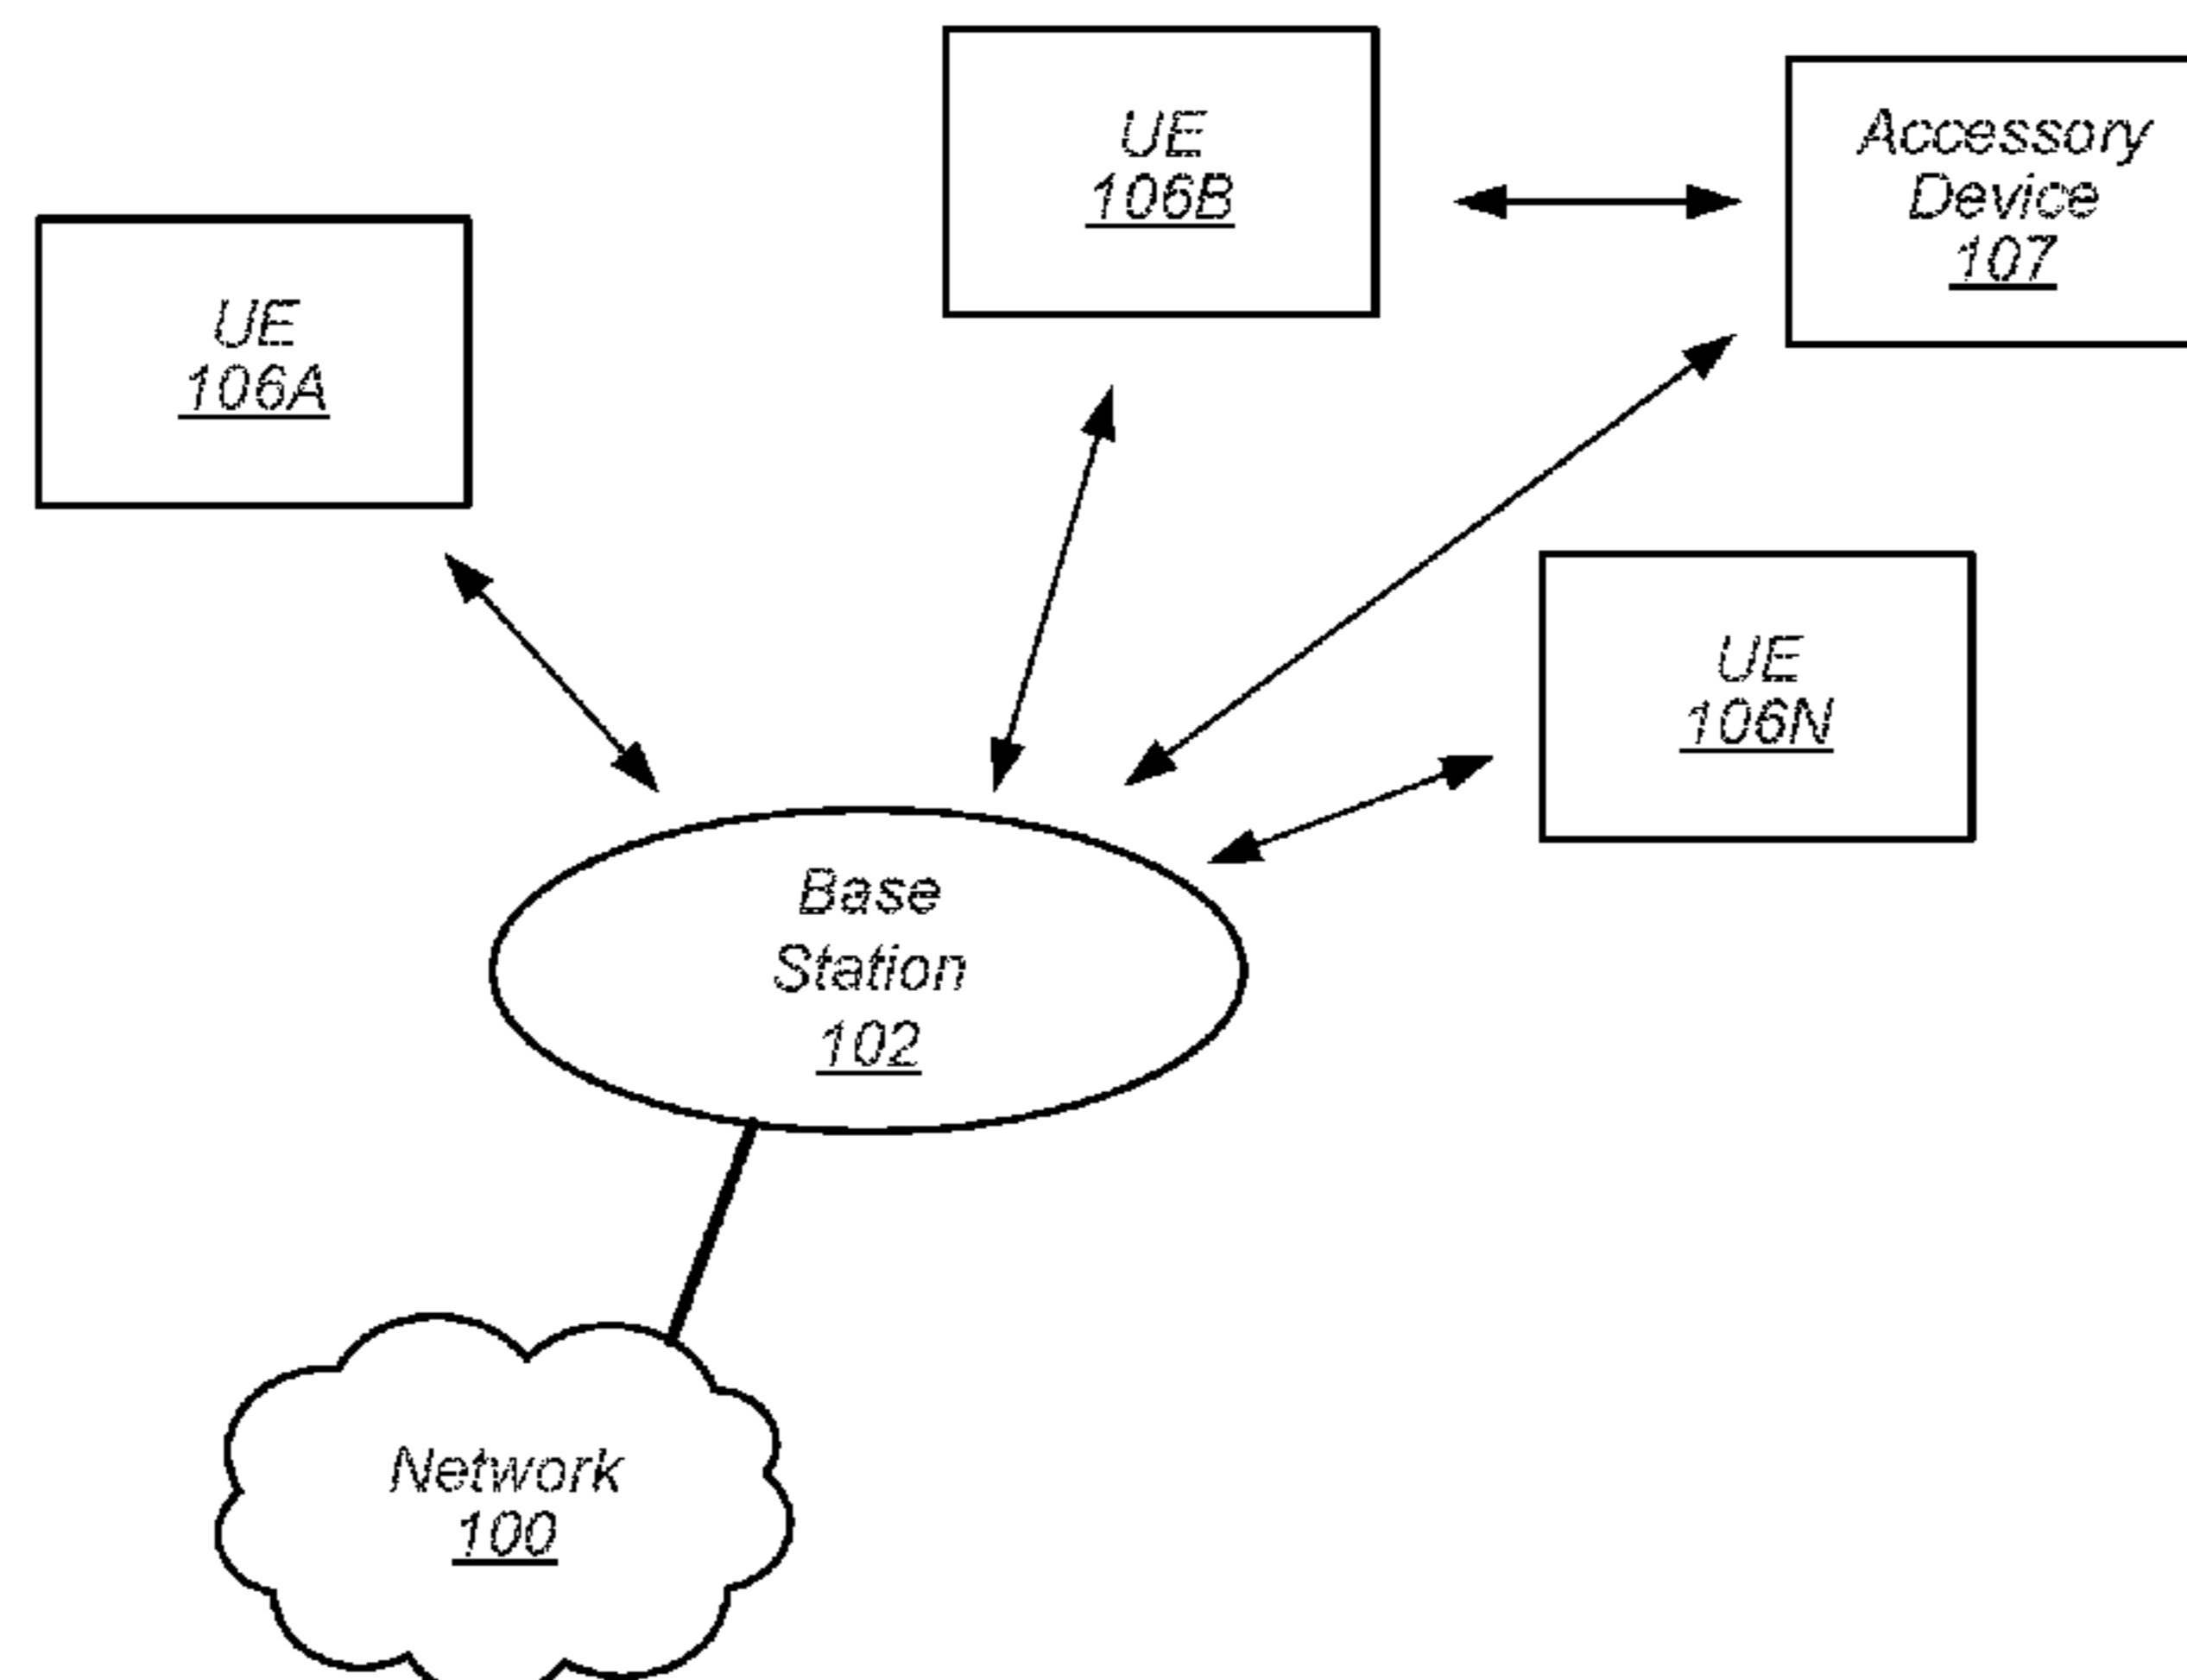 UE
106B
Accessory
Device
107
UE
106A
UE
106N
Base
Station
102
Network
100